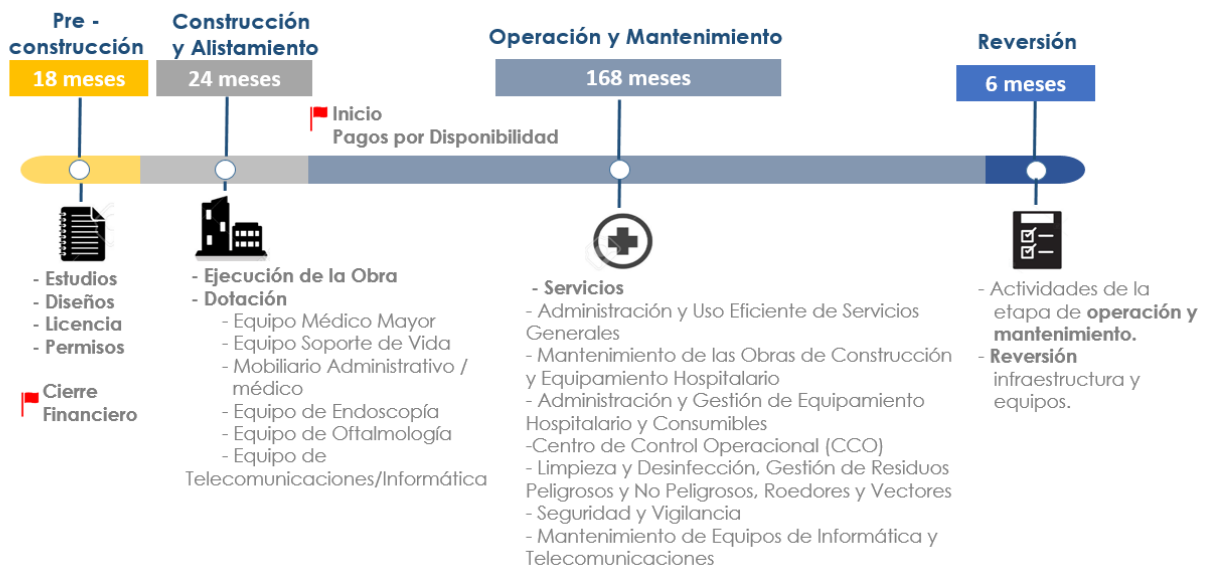 Pre -
construcción
18 meses
Construcción
y Alistamiento
24 meses
Operación y Mantenimiento
168 meses
Reversión
6 meses
Inicio
Pagos por Disponibilidad
- Estudios
- Diseños
- Licencia
- Permisos
Cierre
Financiero
- Ejecución de la Obra
- Dotación
- Equipo Médico Mayor
- Equipo Soporte de Vida
- Mobiliario Administrativo /
médico
- Equipo de Endoscopía
- Equipo de Oftalmología
- Equipo de
Telecomunicaciones/Informática
- Servicios
- Administración y Uso Eficiente de Servicios
Generales
- Mantenimiento de las Obras de Construcción
y Equipamiento Hospitalario
- Administración y Gestión de Equipamiento
Hospitalario y Consumibles
-Centro de Control Operacional (CCO)
- Limpieza y Desinfección, Gestión de Residuos
Peligrosos y No Peligrosos, Roedores y Vectores
- Seguridad y Vigilancia
- Mantenimiento de Equipos de Informática y
Telecomunicaciones
- Actividades de la
etapa de operación y
mantenimiento.
- Reversión
infraestructura y
equipos.